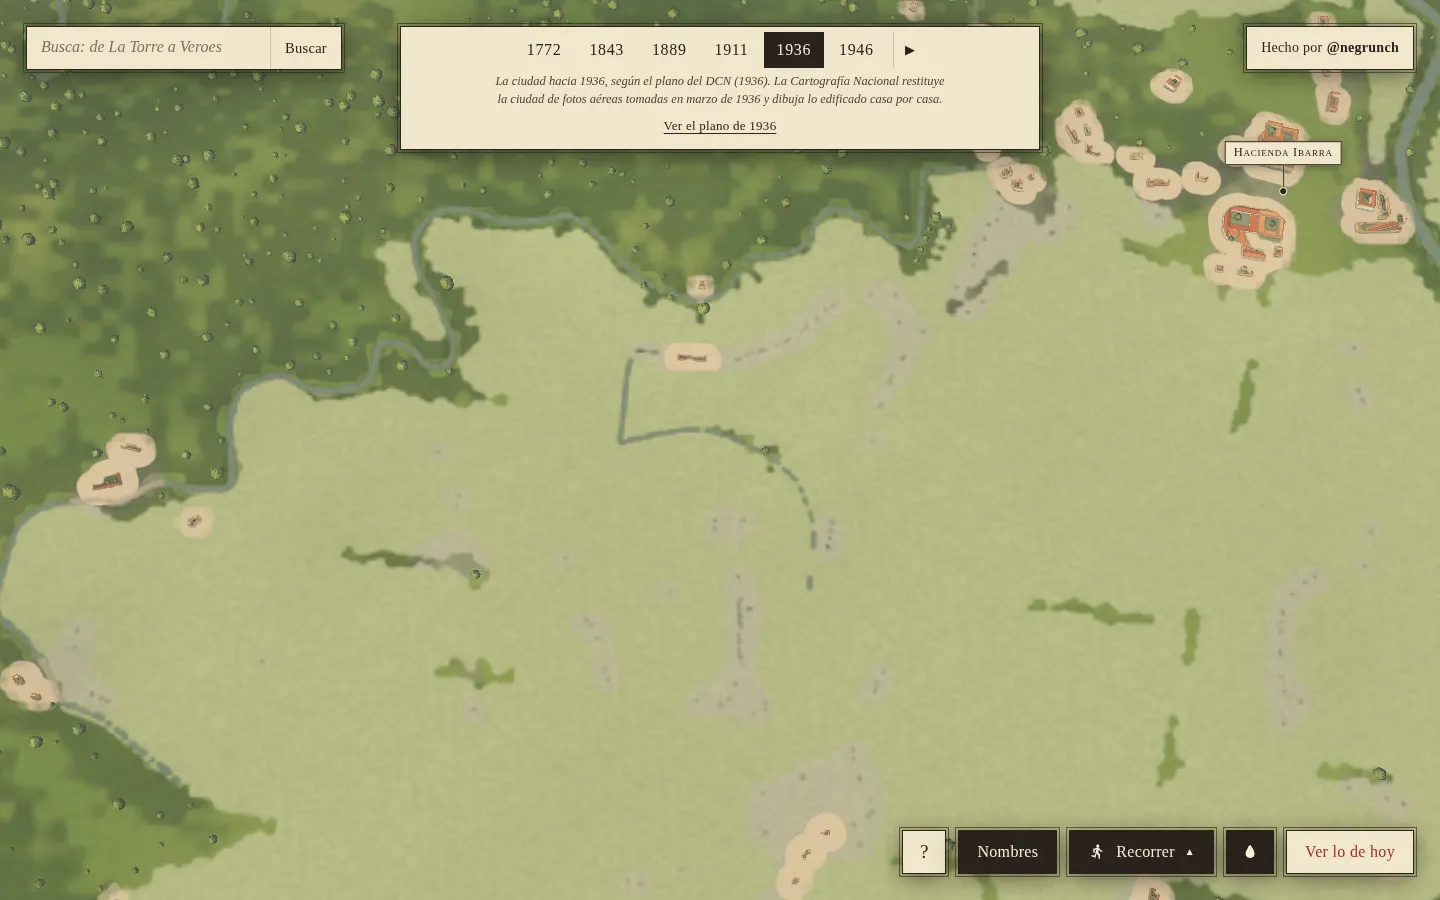 Busca: de La Torre a Veroes
Buscar
1772 1843 1889 1911 1936 1946
La ciudad hacia 1936, según el plano del DCN (1936). La Cartografía Nacional restituye
la ciudad de fotos aéreas tomadas en marzo de 1936 y dibuja lo edificado casa por casa.
Ver el plano de 1936
Hecho por @negrunch
Hacienda Ibarra
?
Nombres
Recorrer
Ver lo de hoy